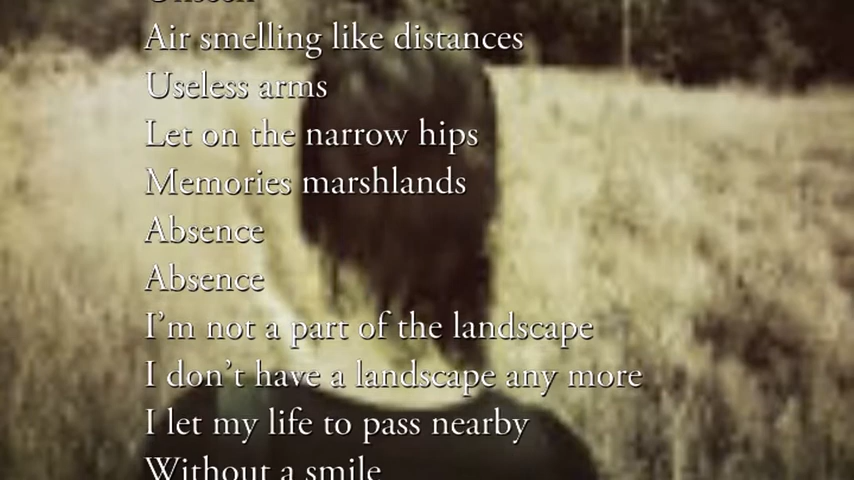 Unseen
Air smelling like distances
Useless arms
Let on the narrow hips
Memories marshlands
Absence
Absence
I'm not a part of the landscape
I don't have a landscape any more
I let my life to pass nearby
Without a smile